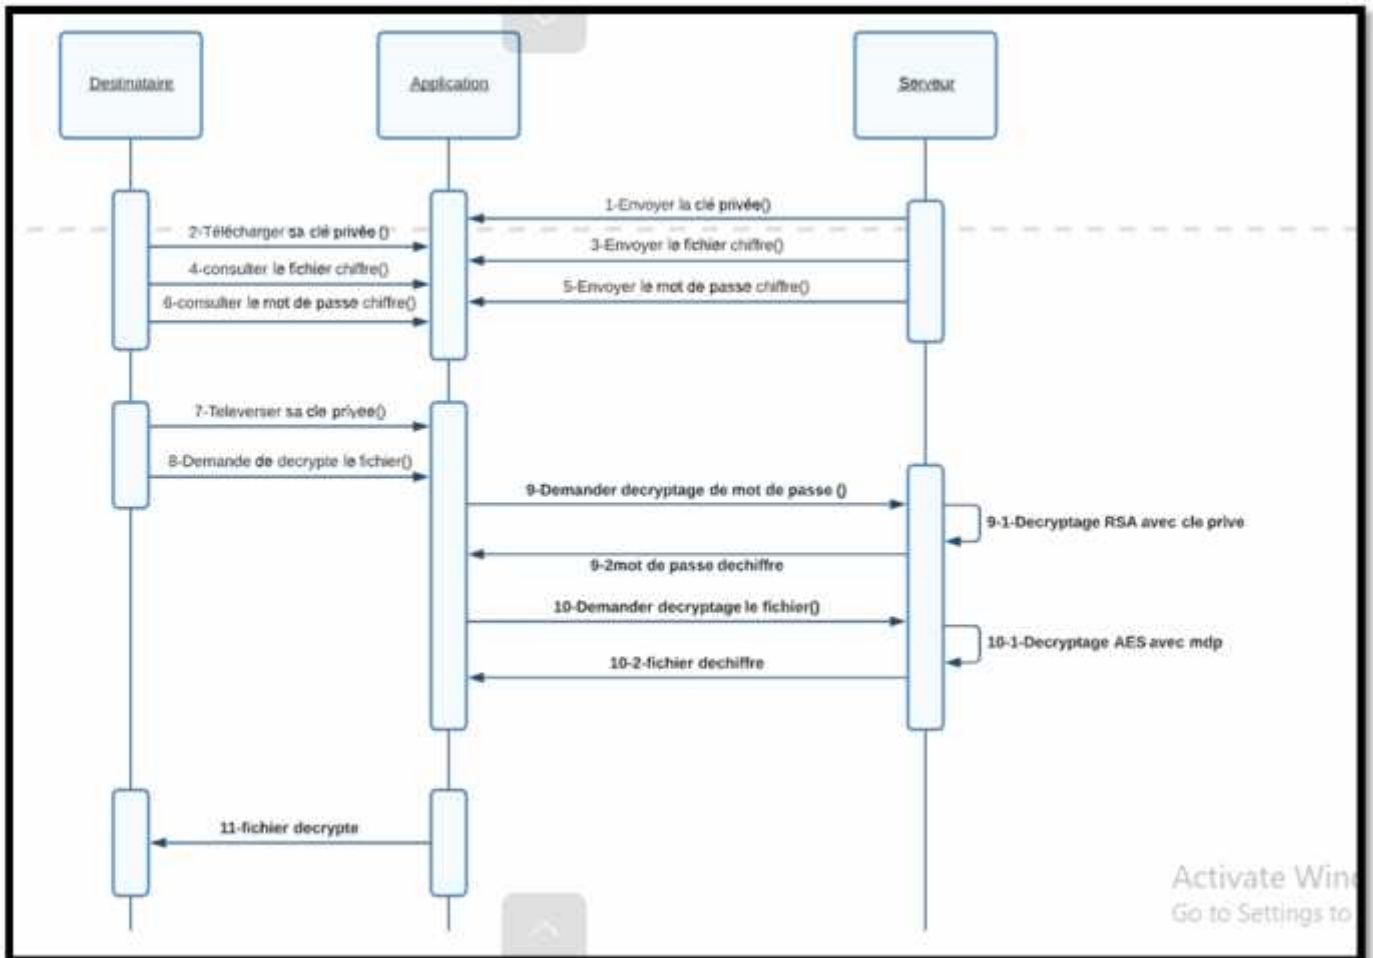 Destinataire
Application
Serveur
1-Envoyer la clé privée()
2-Télécharger sa clé privée ()
3-Envoyer le fichier chiffre()
4-consulter le fichier chiffre()
5-Envoyer le mot de passe chiffre()
6-consulter le mot de passe chiffre()
7-Televerser sa cle privee()
8-Demande de decrypte le fichier()
9-Demander decryptage de mot de passe ()
9-1-Decryptage RSA avec cle prive
9-2mot de passe dechiffre
10-Demander decryptage le fichier()
10-1-Decryptage AES avec mdp
10-2-fichier dechiffre
11-fichier decrypte
Activate Wind
Go to Settings to